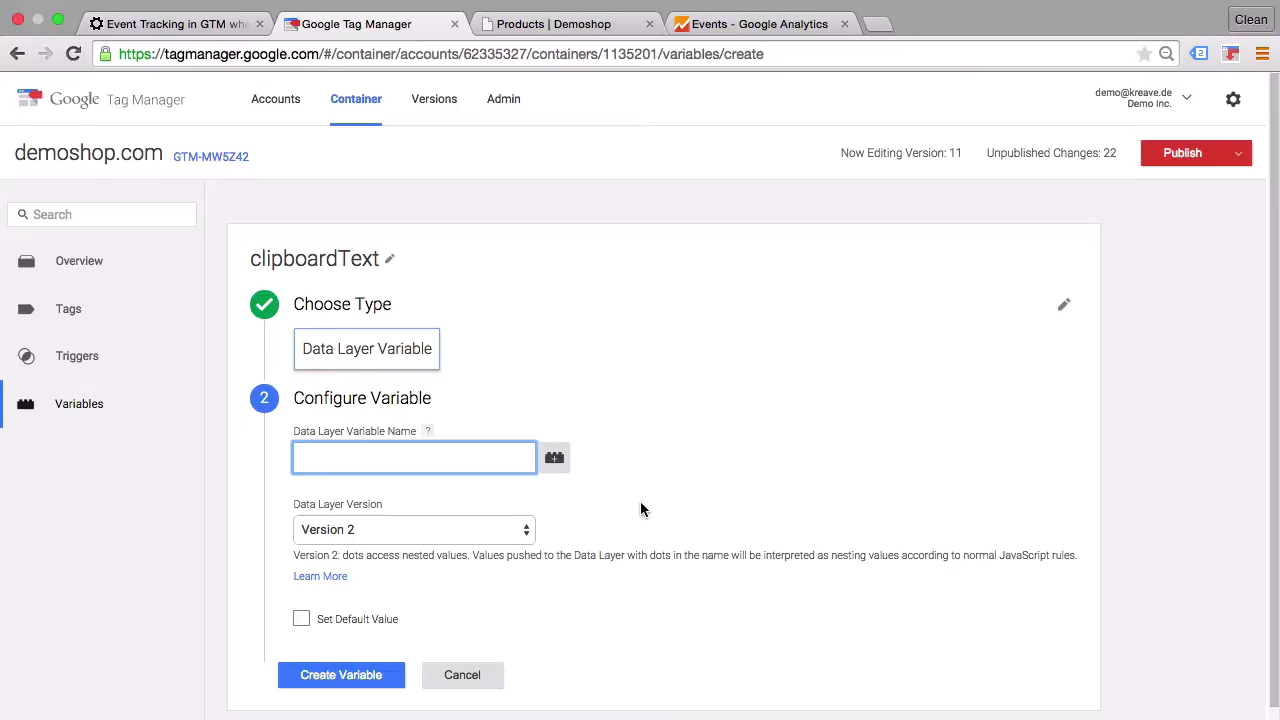 Event Tracking in GTM whe
Google Tag Manager
Products | Demoshop
Events - Google Analytics
Clean
https://tagmanager.google.com/#/container/accounts/62335327/containers/1135201/variables/create
2
Google Tag Manager
Accounts
Container
Versions
Admin
demo@kreave.de
Demo Inc.
demoshop.com
GTM-MW5Z42
Now Editing Version: 11
Unpublished Changes: 22
Publish
Search
Overview
Tags
Triggers
Variables
clipboardText
Choose Type
Data Layer Variable
2
Configure Variable
Data Layer Variable Name ?
Data Layer Version
Version 2
Version 2: dots access nested values. Values pushed to the Data Layer with dots in the name will be interpreted as nesting values according to normal JavaScript rules.
Learn More
Set Default Value
Create Variable
Cancel